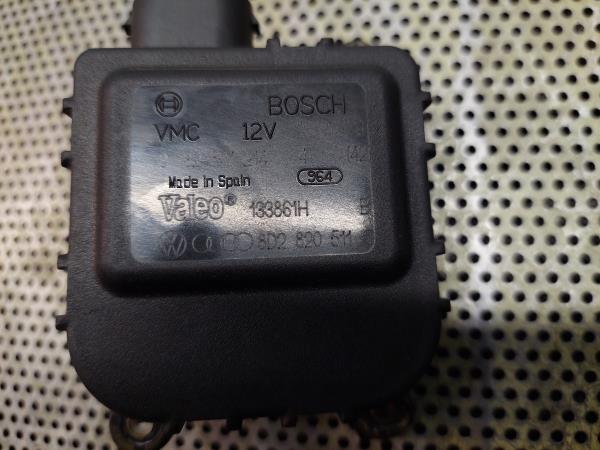 BOSCH
VMC 12V
Made in Spain 964
Valeo® 133861H B
8D2 820 511